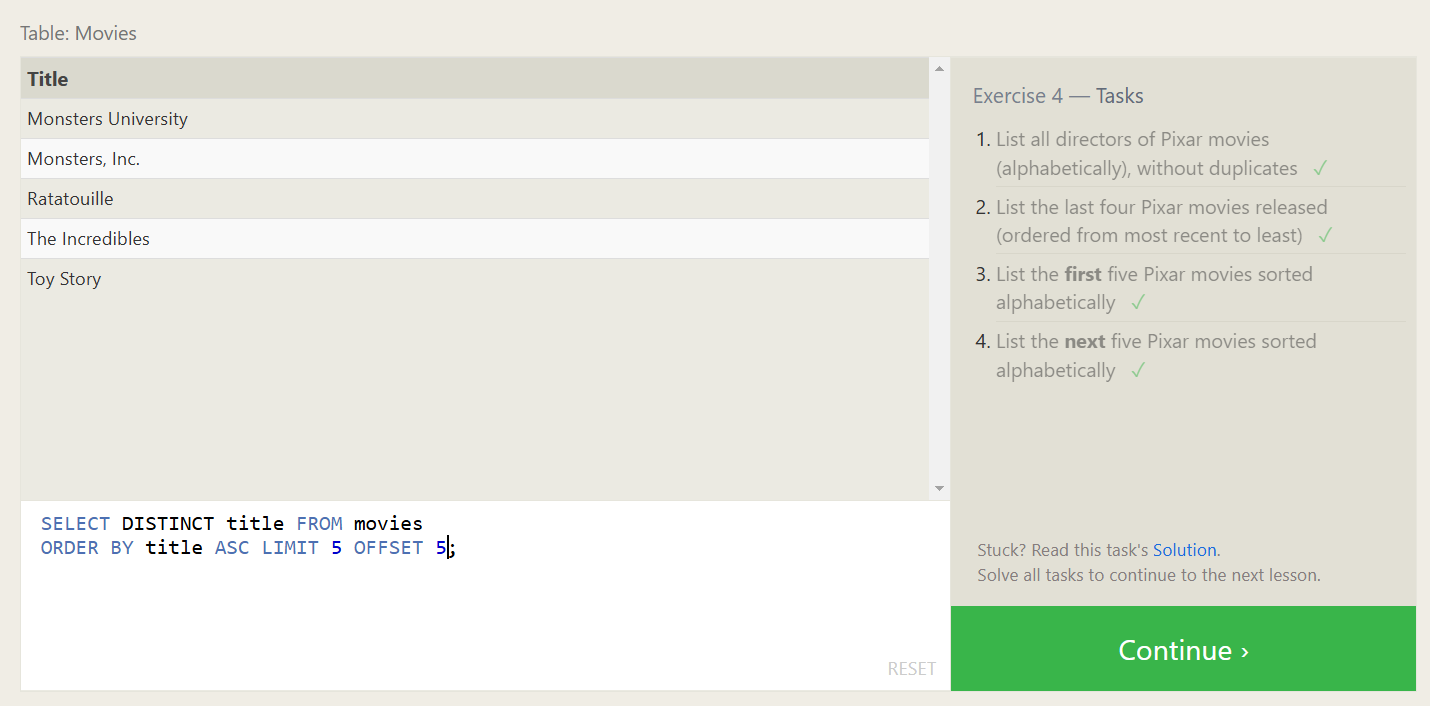 Table: Movies
Title
Monsters University
Monsters, Inc.
Ratatouille
The Incredibles
Toy Story
SELECT DISTINCT title FROM movies
ORDER BY title ASC LIMIT 5 OFFSET 5;
RESET
Exercise 4 — Tasks
1. List all directors of Pixar movies
(alphabetically), without duplicates ✓
2. List the last four Pixar movies released
(ordered from most recent to least) ✓
3. List the first five Pixar movies sorted
alphabetically ✓
4. List the next five Pixar movies sorted
alphabetically ✓
Stuck? Read this task's Solution.
Solve all tasks to continue to the next lesson.
Continue ›